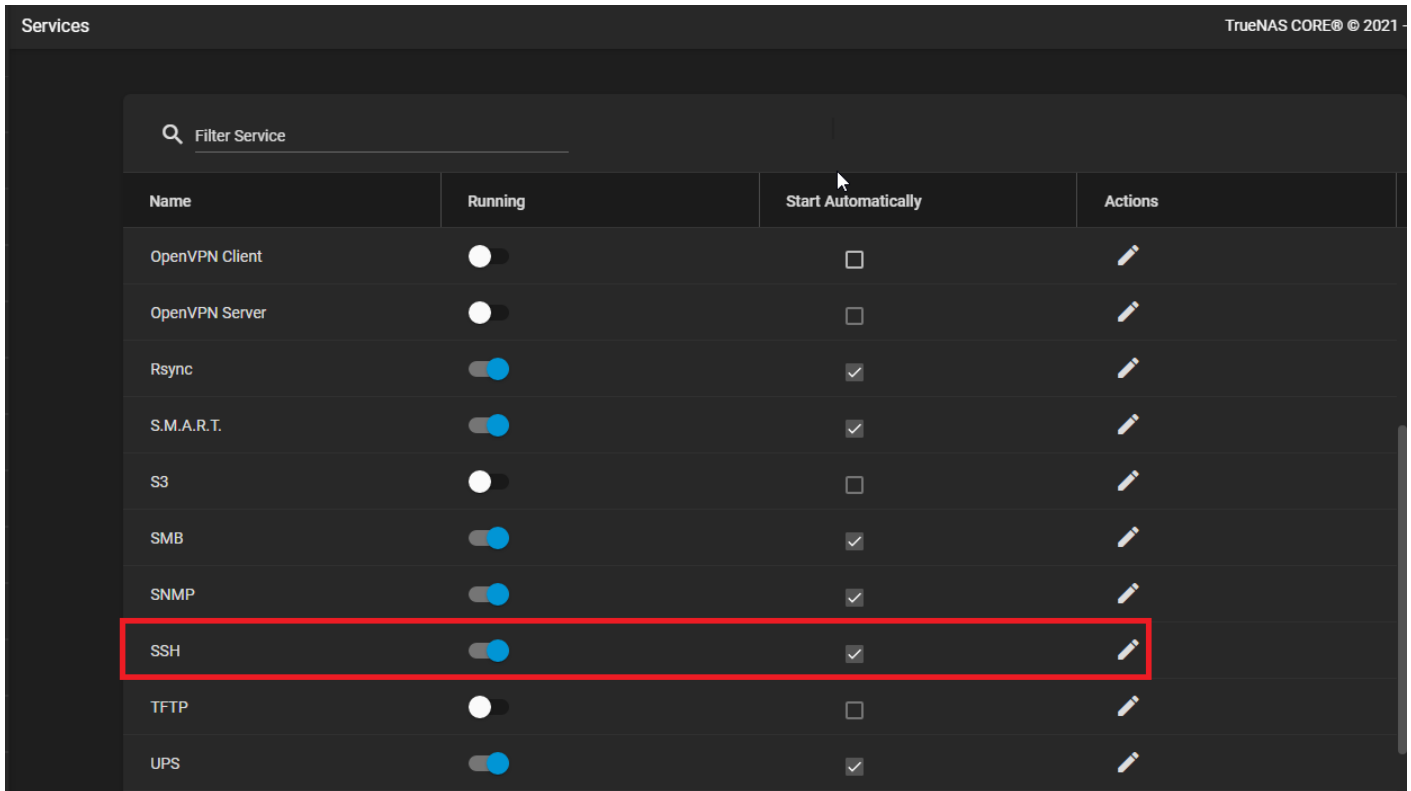 Services TrueNAS CORE® © 2021 -
Filter Service
Name Running Start Automatically Actions
OpenVPN Client
OpenVPN Server
Rsync
S.M.A.R.T.
S3
SMB
SNMP
SSH
TFTP
UPS